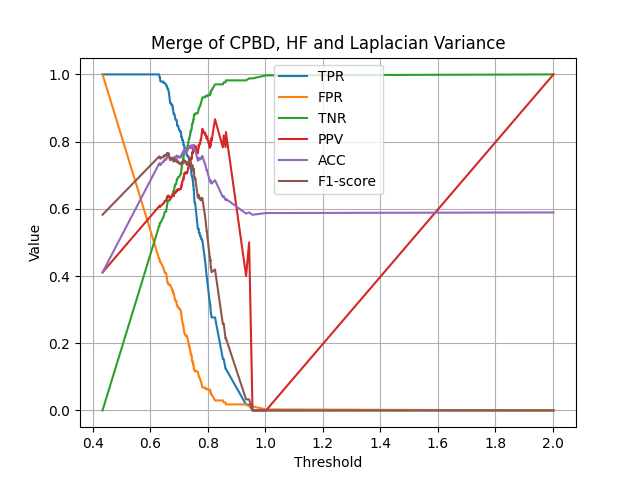 Merge of CPBD, HF and Laplacian Variance
TPR
FPR
TNR
PPV
ACC
F1-score
1.0
0.8
0.6
0.4
0.2
0.0
Value
0.4
0.6
0.8
1.0
1.2
1.4
1.6
1.8
2.0
Threshold